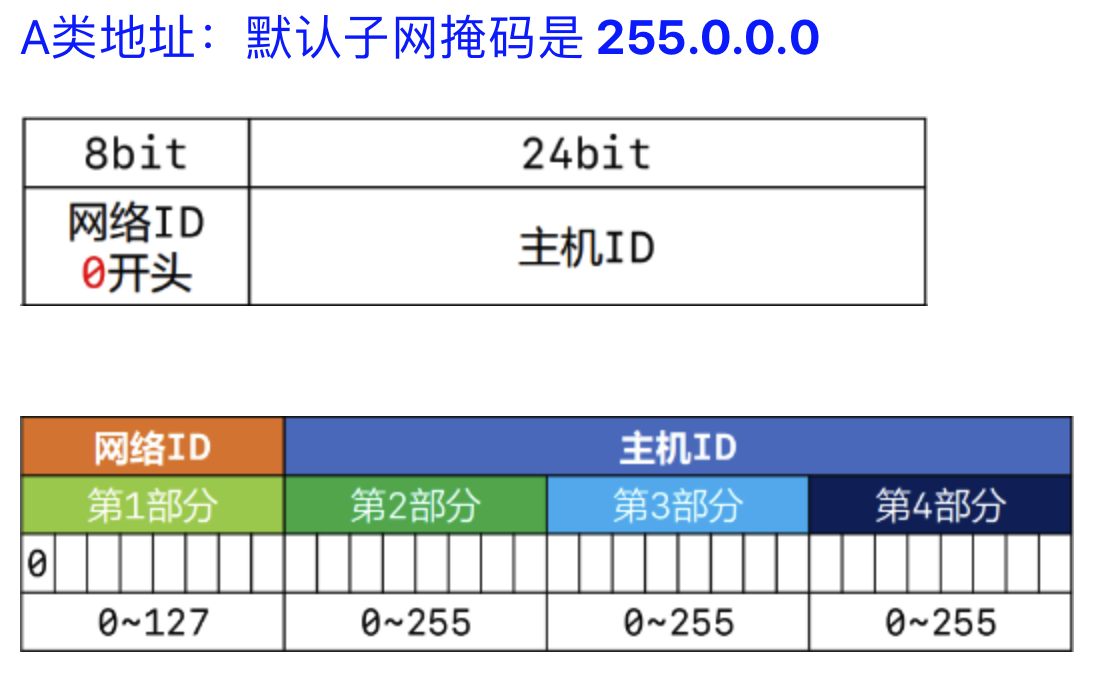 A类地址：默认子网掩码是 255.0.0.0
8bit 24bit
网络ID
0开头
主机ID
网络ID 主机ID
第1部分 第2部分 第3部分 第4部分
0
0~127 0~255 0~255 0~255